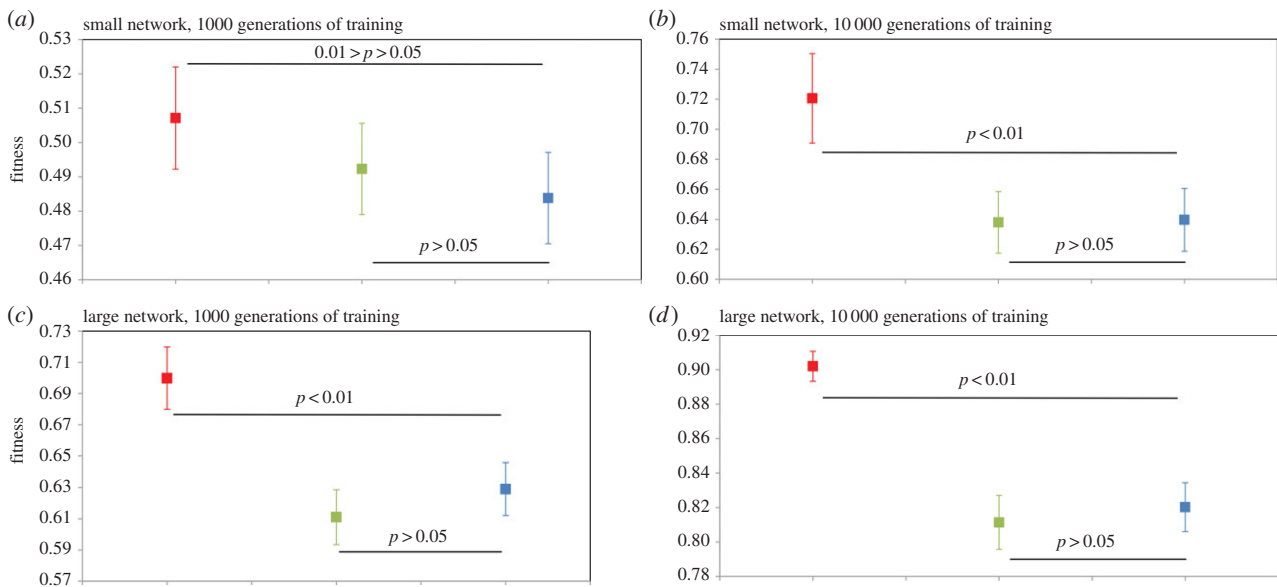 (a) small network, 1000 generations of training
0.53
0.52
0.51
0.50
0.49
0.48
0.47
0.46
fitness
0.01 > p > 0.05
p > 0.05
(b) small network, 10 000 generations of training
0.76
0.74
0.72
0.70
0.68
0.66
0.64
0.62
0.60
p < 0.01
p > 0.05
(c) large network, 1000 generations of training
0.73
0.71
0.69
0.67
0.65
0.63
0.61
0.59
0.57
fitness
p < 0.01
p > 0.05
(d) large network, 10 000 generations of training
0.92
0.90
0.88
0.86
0.84
0.82
0.80
0.78
p < 0.01
p > 0.05